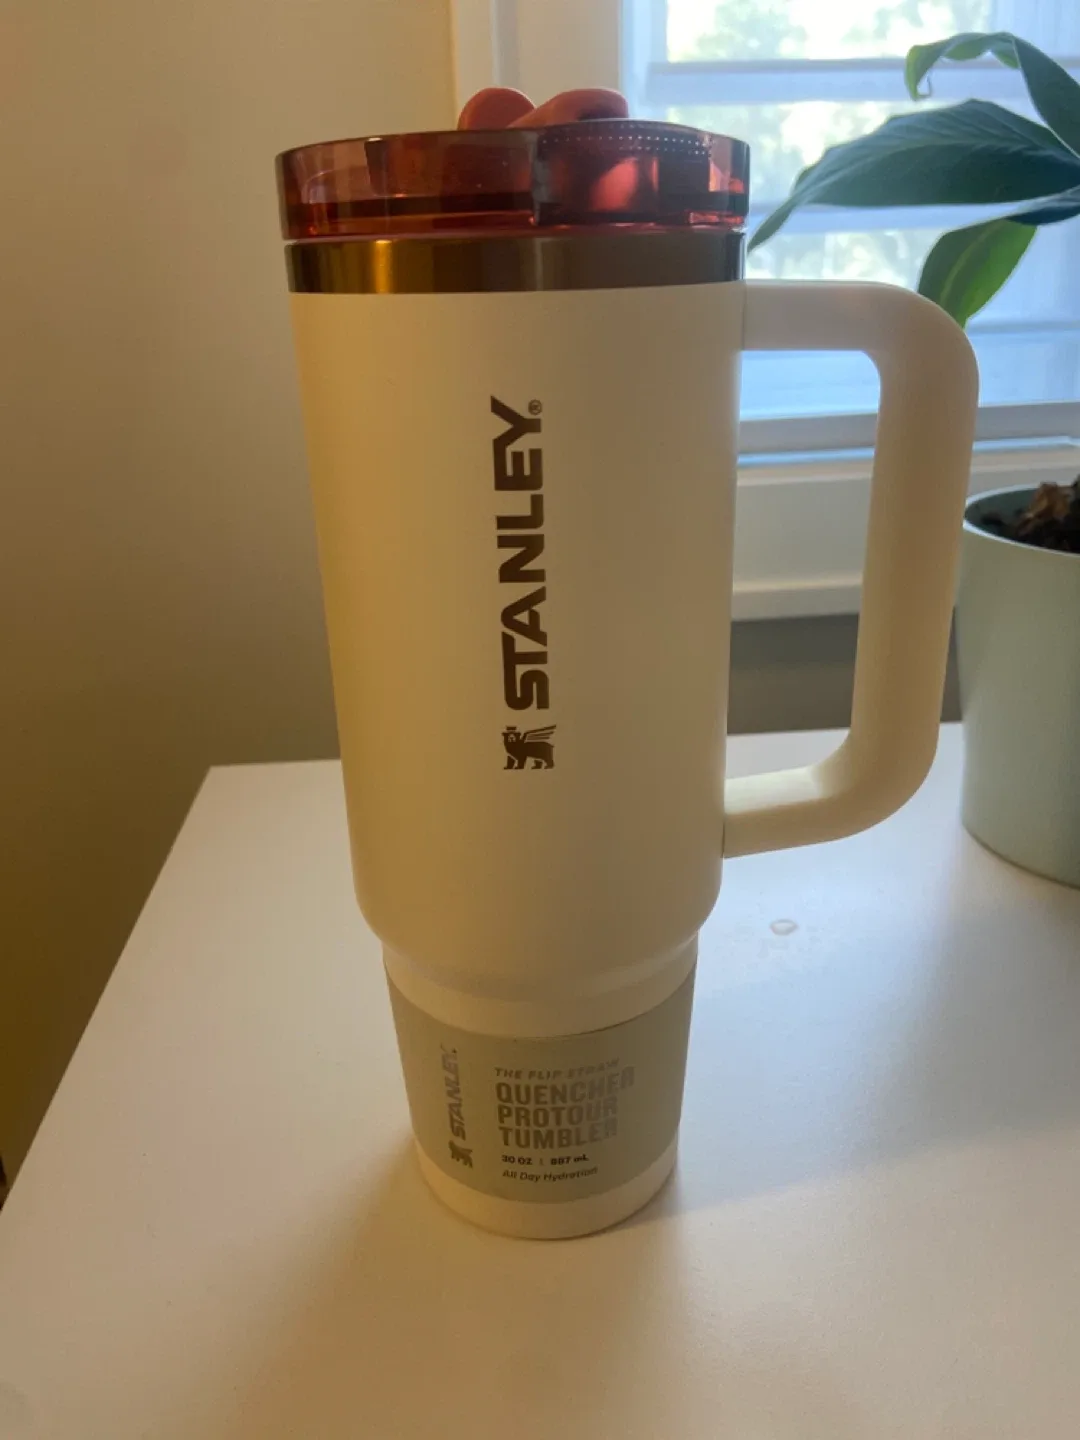 STANLEY®
STANLEY
THE FLIP STRAW
QUENCHER
PROTOUR
TUMBLER
30 OZ | 887 mL
All Day Hydration